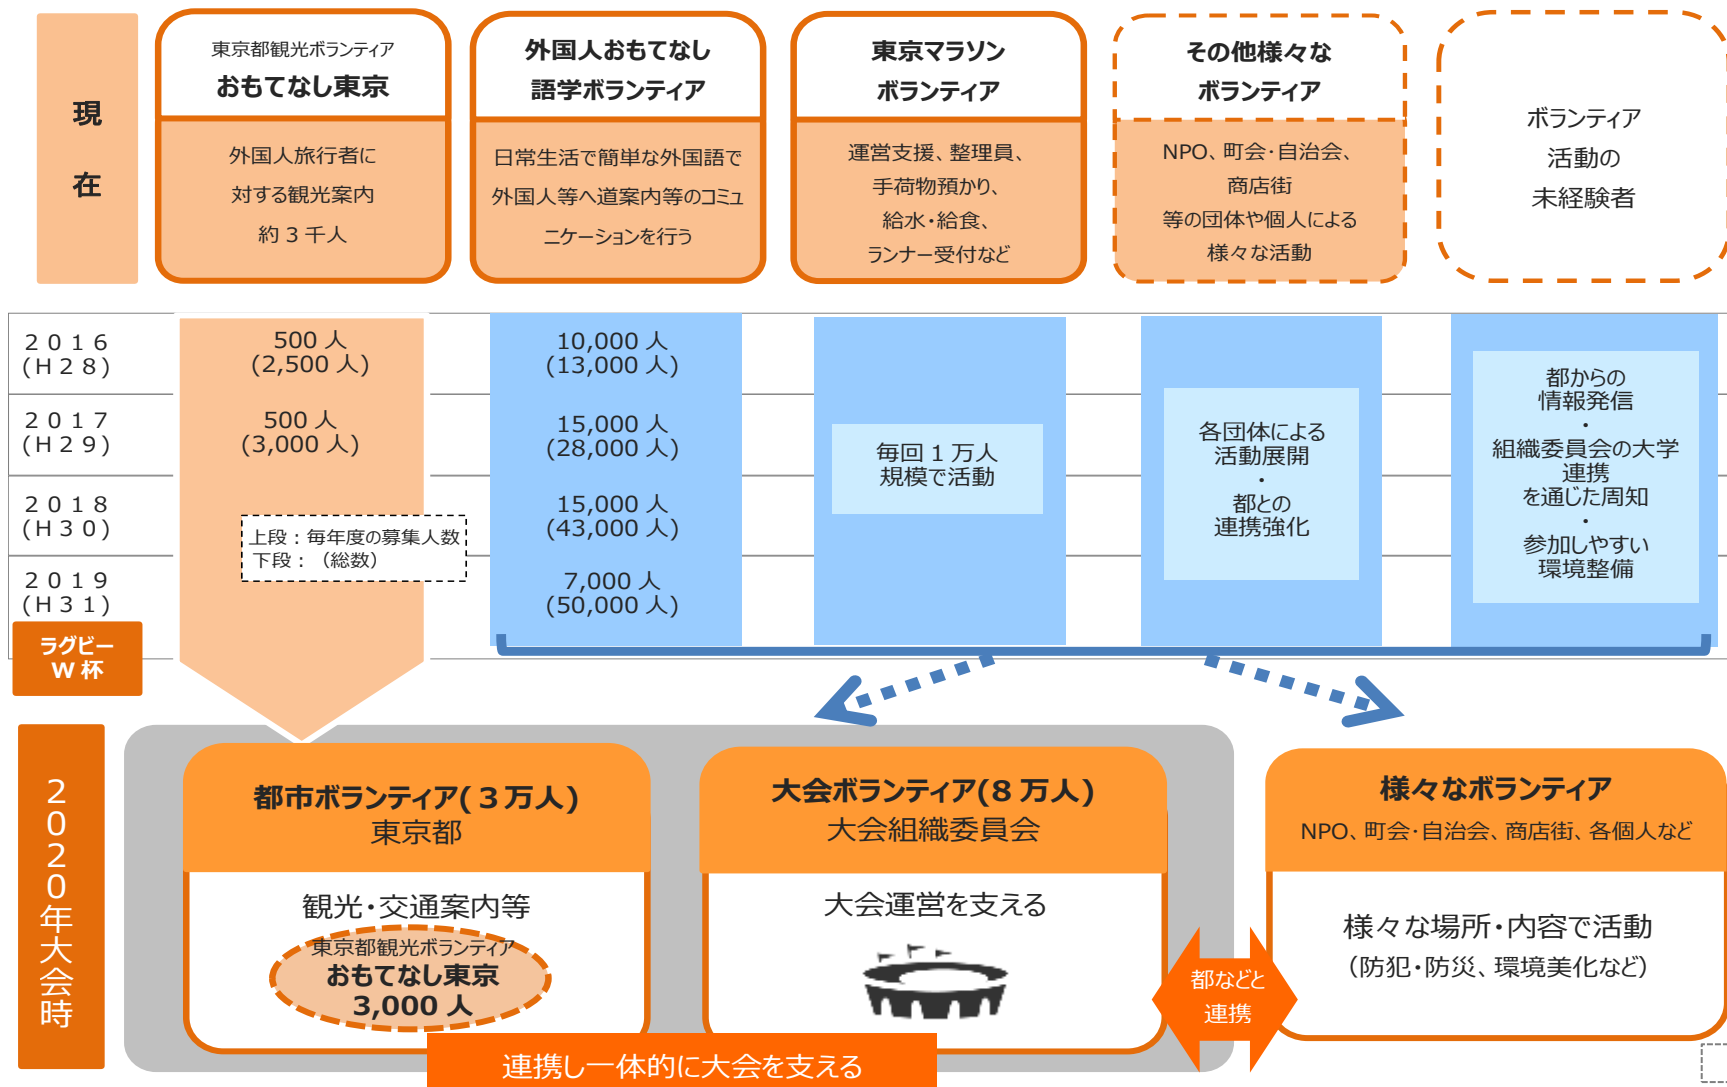 現
在
東京都観光ボランティア
おもてなし東京
外国人旅行者に
対する観光案内
約３千人
外国人おもてなし
語学ボランティア
日常生活で簡単な外国語で
外国人等へ道案内等のコミュ
ニケーションを行う
東京マラソン
ボランティア
運営支援、整理員、
手荷物預かり、
給水・給食、
ランナー受付など
その他様々な
ボランティア
NPO、町会・自治会、
商店街
等の団体や個人による
様々な活動
ボランティア
活動の
未経験者
２０１６
(Ｈ２８)
500 人
(2,500 人)
10,000 人
(13,000 人)
２０１７
(Ｈ２９)
500 人
(3,000 人)
15,000 人
(28,000 人)
２０１８
(Ｈ３０)
15,000 人
(43,000 人)
２０１９
(Ｈ３１)
7,000 人
(50,000 人)
上段：毎年度の募集人数
下段：（総数）
毎回１万人
規模で活動
各団体による
活動展開
・
都との
連携強化
都からの
情報発信
・
組織委員会の大学
連携
を通じた周知
・
参加しやすい
環境整備
ラグビー
Ｗ杯
２０２０年大会時
都市ボランティア(３万人)
東京都
観光・交通案内等
東京都観光ボランティア
おもてなし東京
3,000 人
大会ボランティア(８万人)
大会組織委員会
大会運営を支える
様々なボランティア
NPO、町会・自治会、商店街、各個人など
様々な場所・内容で活動
（防犯・防災、環境美化など）
都などと
連携
連携し一体的に大会を支える